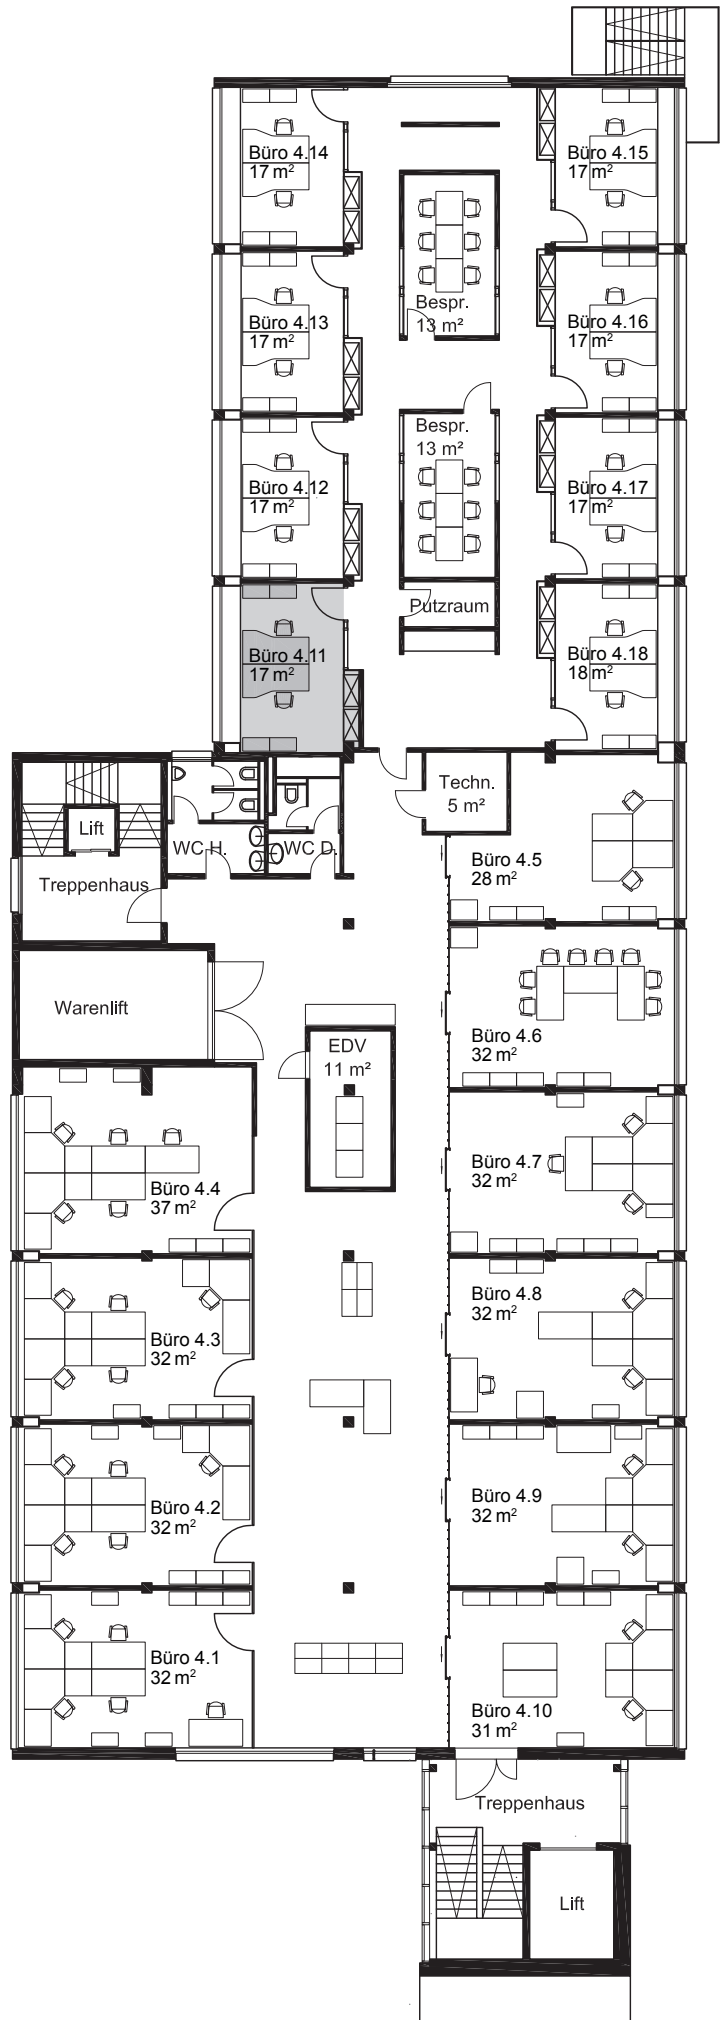 Büro 4.14
17 m²
Büro 4.15
17 m²
Bespr.
13 m²
Büro 4.13
17 m²
Büro 4.16
17 m²
Bespr.
13 m²
Büro 4.12
17 m²
Büro 4.17
17 m²
Putzraum
Büro 4.11
17 m²
Büro 4.18
18 m²
Techn.
5 m²
Lift
WC H.
WC D.
Büro 4.5
28 m²
Treppenhaus
Warenlift
Büro 4.6
32 m²
EDV
11 m²
Büro 4.7
32 m²
Büro 4.4
37 m²
Büro 4.8
32 m²
Büro 4.3
32 m²
Büro 4.9
32 m²
Büro 4.2
32 m²
Büro 4.1
32 m²
Büro 4.10
31 m²
Treppenhaus
Lift